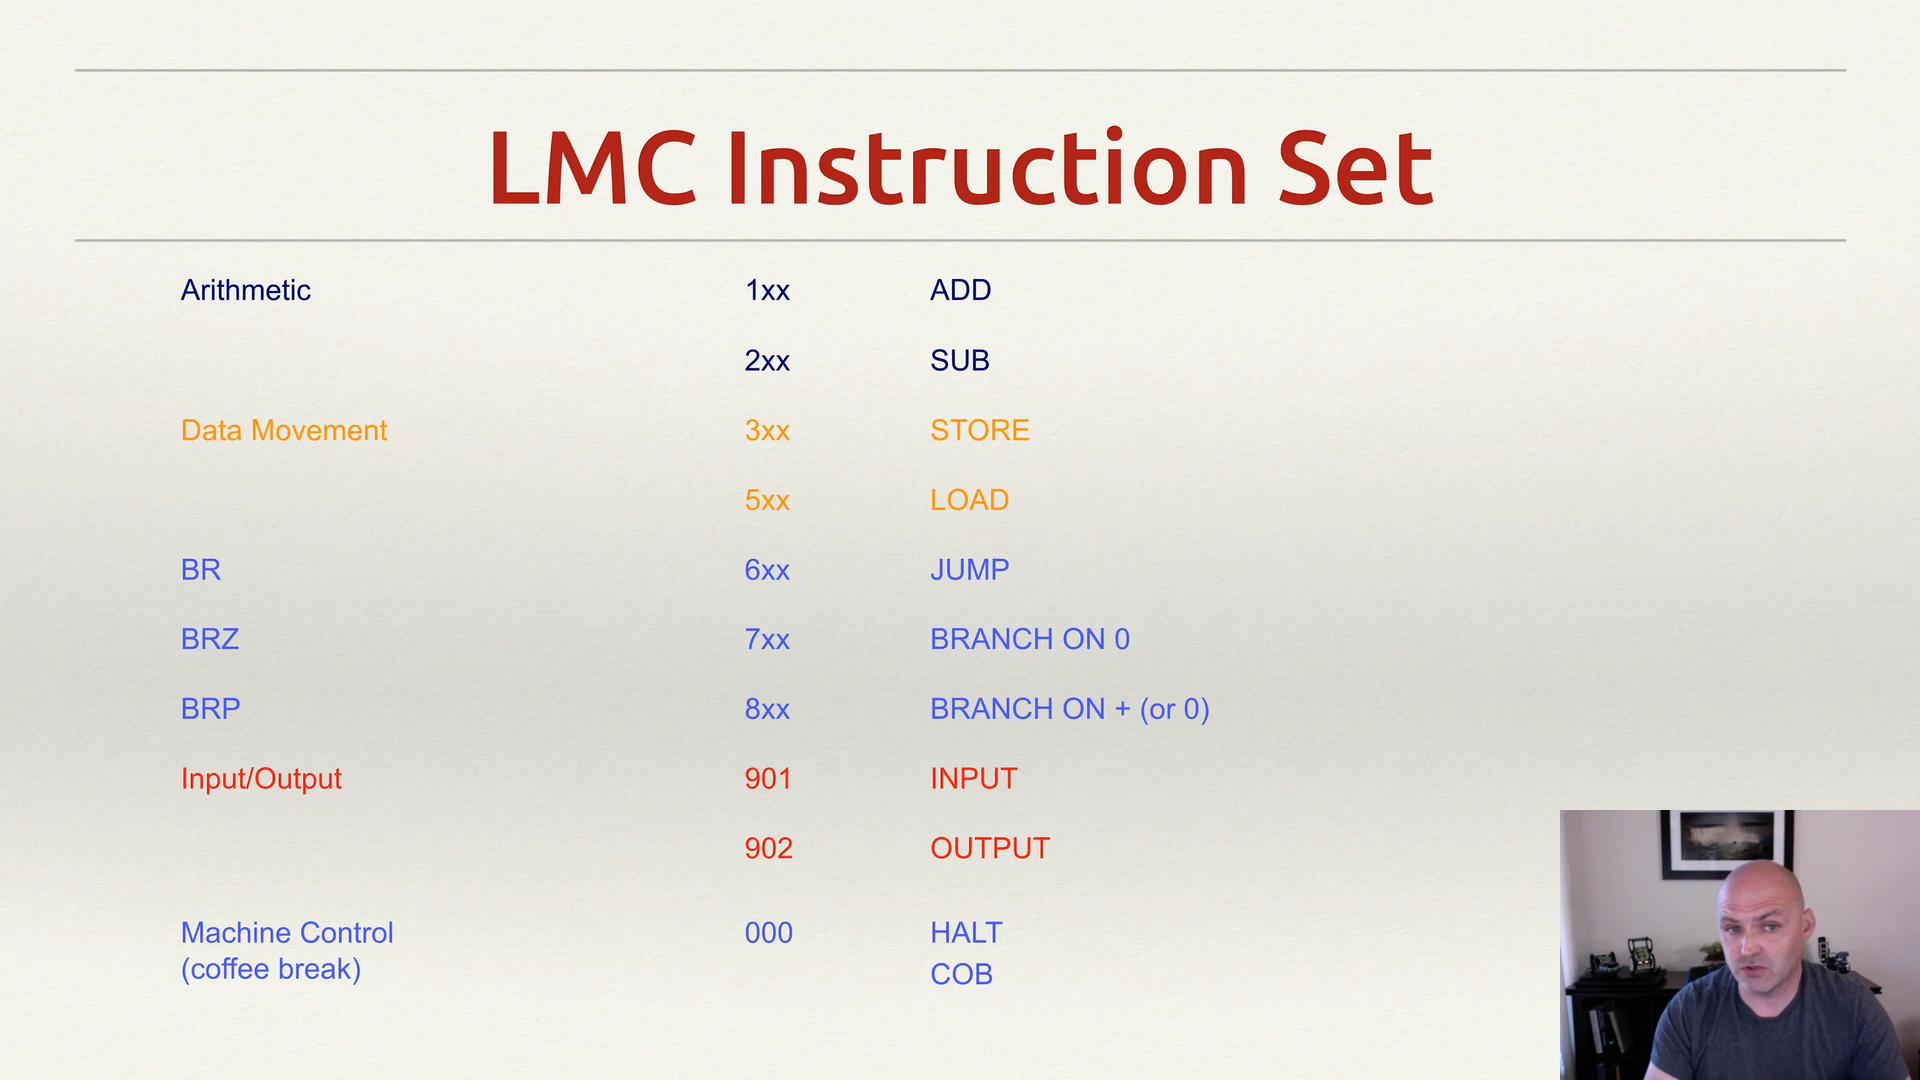 LMC Instruction Set
Arithmetic 1xx ADD
2xx SUB
Data Movement 3xx STORE
5xx LOAD
BR 6xx JUMP
BRZ 7xx BRANCH ON 0
BRP 8xx BRANCH ON + (or 0)
Input/Output 901 INPUT
902 OUTPUT
Machine Control 000 HALT
(coffee break) COB